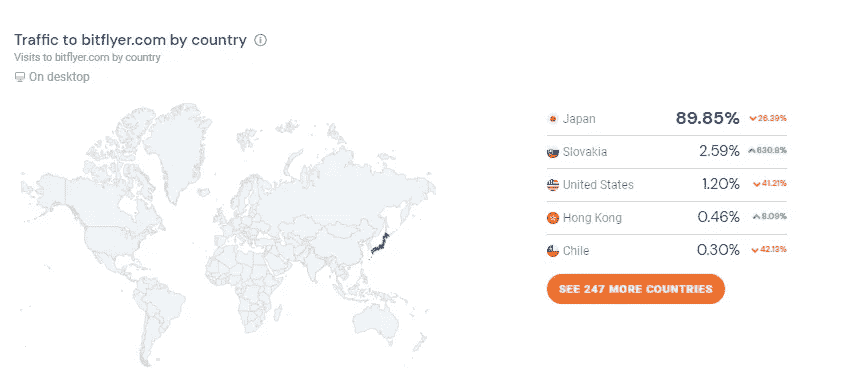 Traffic to bitflyer.com by country
Visits to bitflyer.com by country
On desktop
Japan 89.85% 26.39%
Slovakia 2.59% 630.8%
United States 1.20% 41.21%
Hong Kong 0.46% 8.09%
Chile 0.30% 42.13%
SEE 247 MORE COUNTRIES